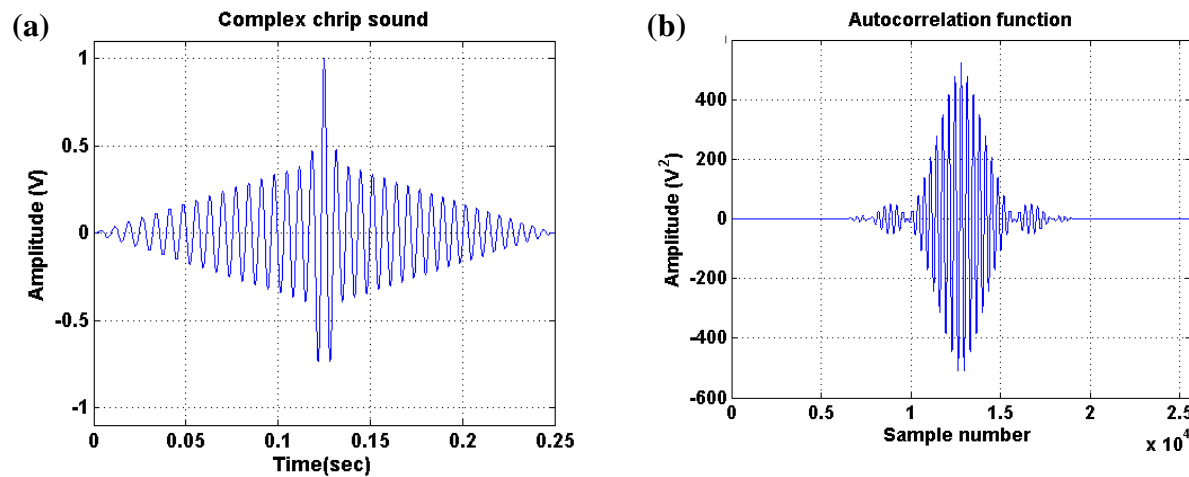 (a)
Complex chrip sound
Amplitude (V)
1
0.5
0
-0.5
-1
0 0.05 0.1 0.15 0.2 0.25
Time(sec)
(b)
Autocorrelation function
Amplitude (V²)
400
200
0
-200
-400
-600
0 0.5 1 1.5 2 2.5
Sample number
x 10⁴